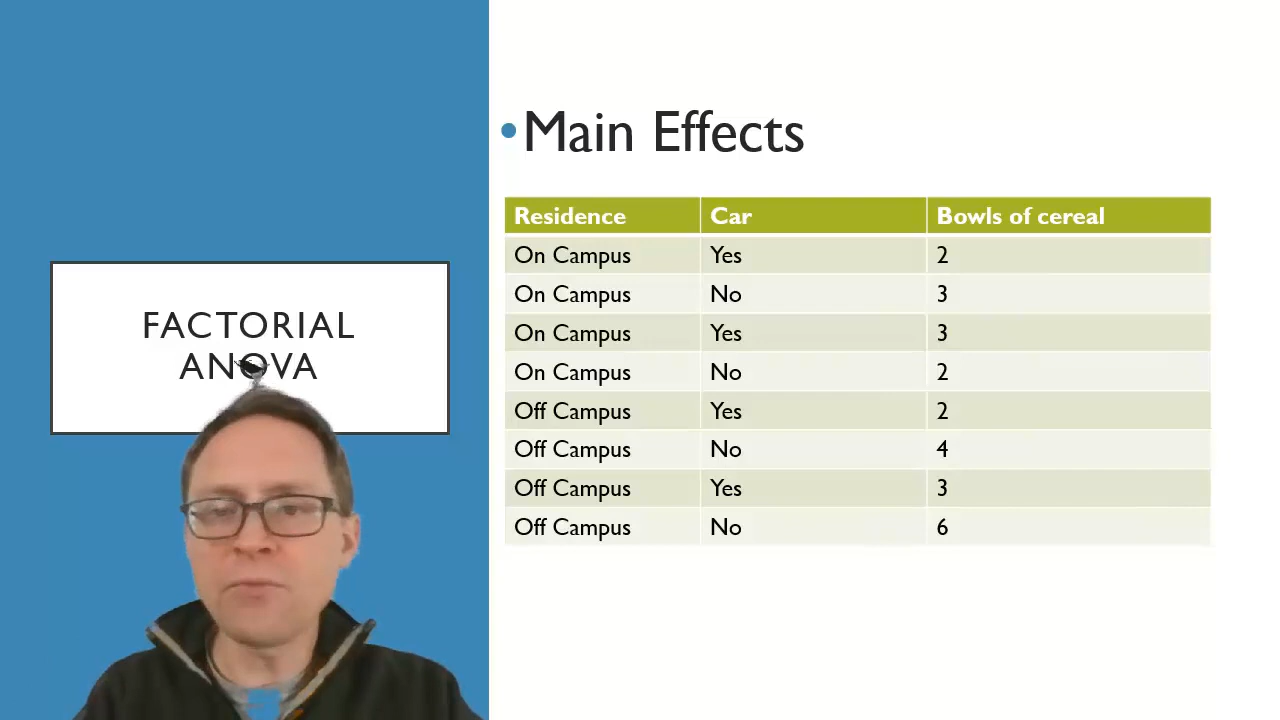 FACTORIAL
ANOVA
•Main Effects
Residence Car Bowls of cereal
On Campus Yes 2
On Campus No 3
On Campus Yes 3
On Campus No 2
Off Campus Yes 2
Off Campus No 4
Off Campus Yes 3
Off Campus No 6